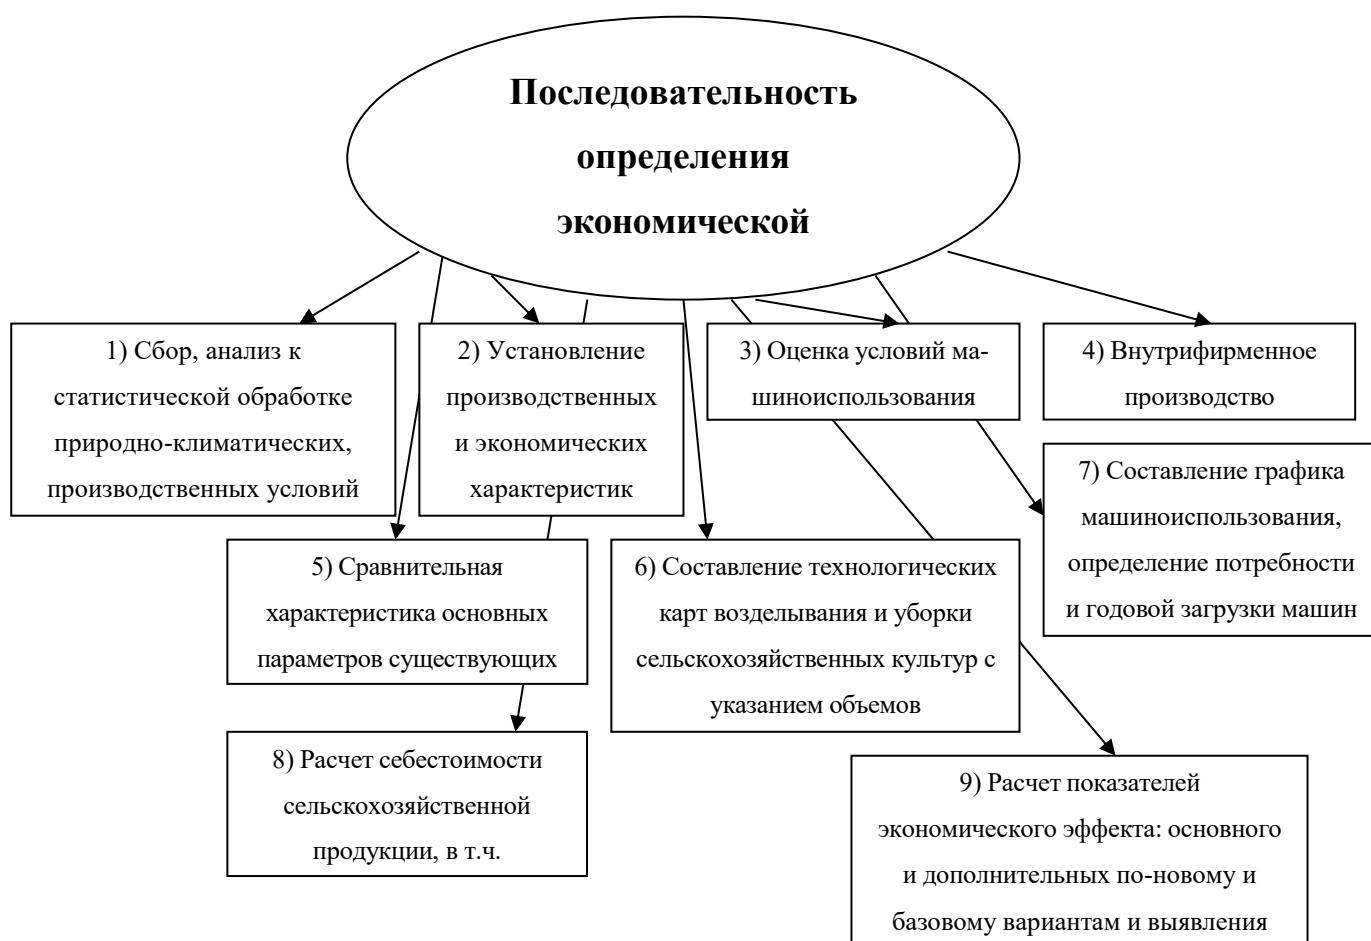 Последовательность
определения
экономической
1) Сбор, анализ к
статистической обработке
природно-климатических,
производственных условий
2) Установление
производственных
и экономических
характеристик
3) Оценка условий ма-
шиноиспользования
4) Внутрифирменное
производство
5) Сравнительная
характеристика основных
параметров существующих
6) Составление технологических
карт возделывания и уборки
сельскохозяйственных культур с
указанием объемов
7) Составление графика
машиноиспользования,
определение потребности
и годовой загрузки машин
8) Расчет себестоимости
сельскохозяйственной
продукции, в т.ч.
9) Расчет показателей
экономического эффекта: основного
и дополнительных по-новому и
базовому вариантам и выявления